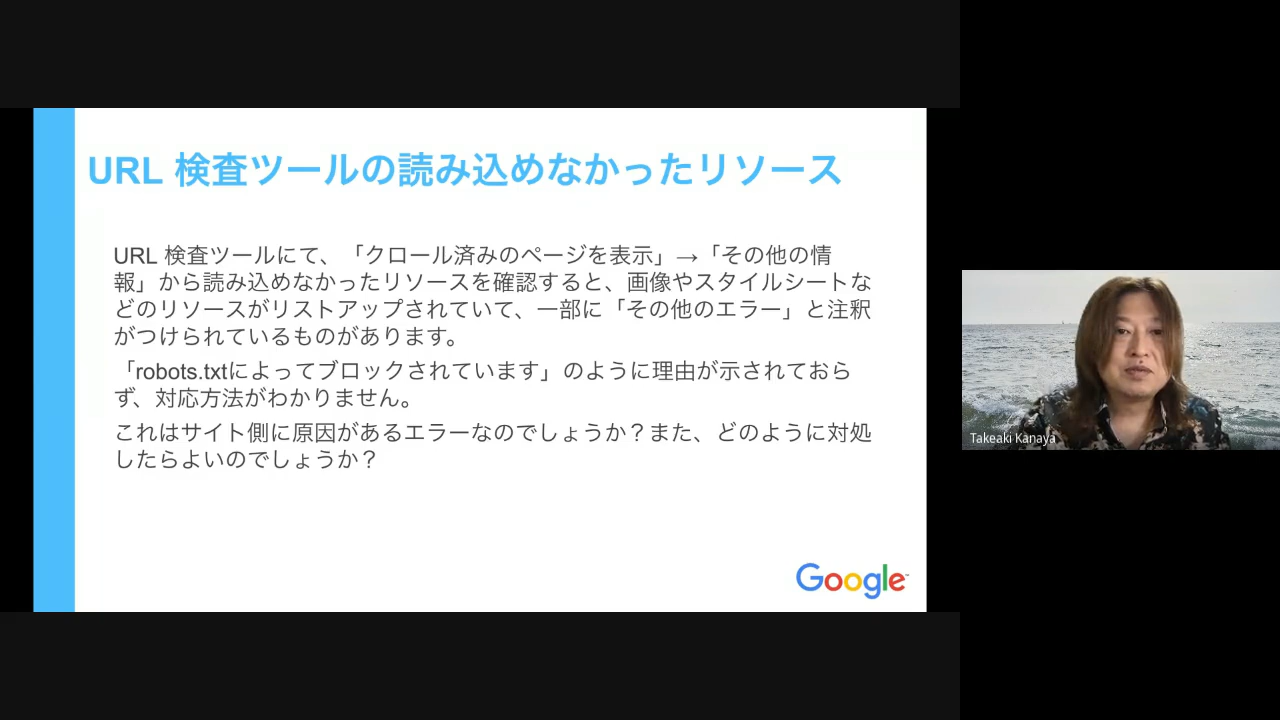 URL 検査ツールの読み込めなかったリソース
URL 検査ツールにて、「クロール済みのページを表示」→「その他の情
報」から読み込めなかったリソースを確認すると、画像やスタイルシートな
どのリソースがリストアップされていて、一部に「その他のエラー」と注釈
がつけられているものがあります。
「robots.txtによってブロックされています」のように理由が示されておら
ず、対応方法がわかりません。
これはサイト側に原因があるエラーなのでしょうか？また、どのように対処
したらよいのでしょうか？
Google
Takeaki Kanaya